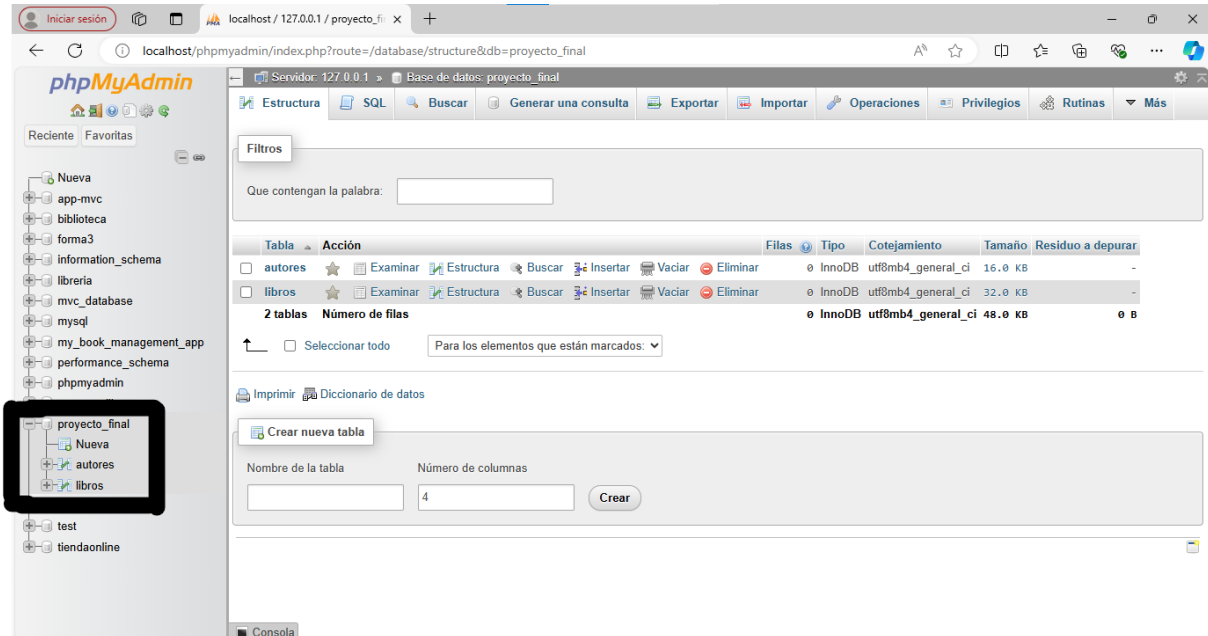 Iniciar sesión
localhost / 127.0.0.1 / proyecto_fi
localhost/phpmyadmin/index.php?route=/database/structure&db=proyecto_final
phpMyAdmin
Reciente Favoritas
Nueva
app-mvc
biblioteca
forma3
information_schema
libreria
mvc_database
mysql
my_book_management_app
performance_schema
phpmyadmin
proyecto_final
Nueva
autores
libros
test
tiendaonline
Servidor: 127.0.0.1 » Base de datos: proyecto_final
Estructura SQL Buscar Generar una consulta Exportar Importar Operaciones Privilegios Rutinas Más
Filtros
Que contengan la palabra:
Tabla Acción Filas Tipo Cotejamiento Tamaño Residuo a depurar
autores Examinar Estructura Buscar Insertar Vaciar Eliminar 0 InnoDB utf8mb4_general_ci 16.0 KB -
libros Examinar Estructura Buscar Insertar Vaciar Eliminar 0 InnoDB utf8mb4_general_ci 32.0 KB -
2 tablas Número de filas 0 InnoDB utf8mb4_general_ci 48.0 KB 0 B
Seleccionar todo Para los elementos que están marcados:
Imprimir Diccionario de datos
Crear nueva tabla
Nombre de la tabla Número de columnas
4 Crear
Consola